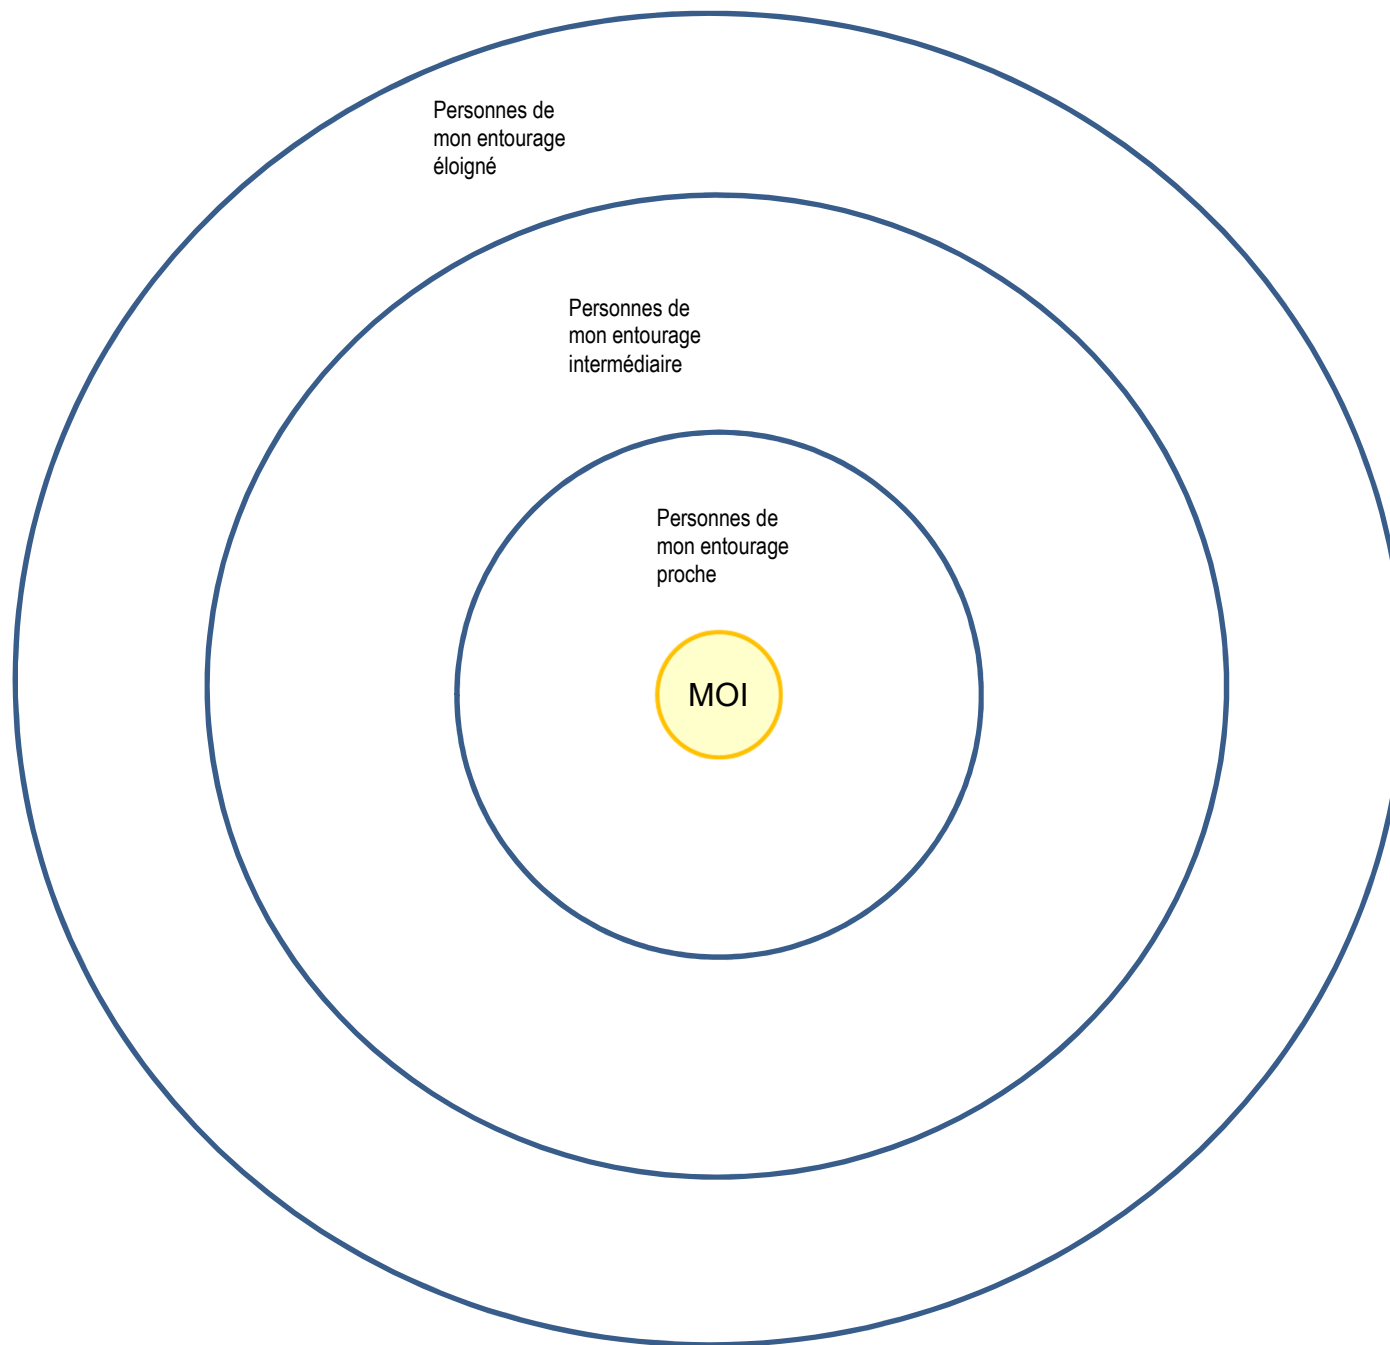 Personnes de
mon entourage
éloigné
Personnes de
mon entourage
intermédiaire
Personnes de
mon entourage
proche
MOI